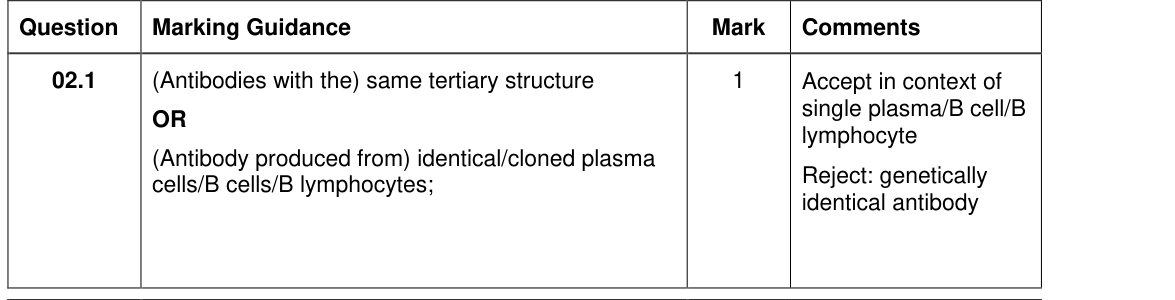 Question Marking Guidance Mark Comments
02.1 (Antibodies with the) same tertiary structure 1 Accept in context of
single plasma/B cell/B
lymphocyte
OR
(Antibody produced from) identical/cloned plasma
cells/B cells/B lymphocytes;
Reject: genetically
identical antibody